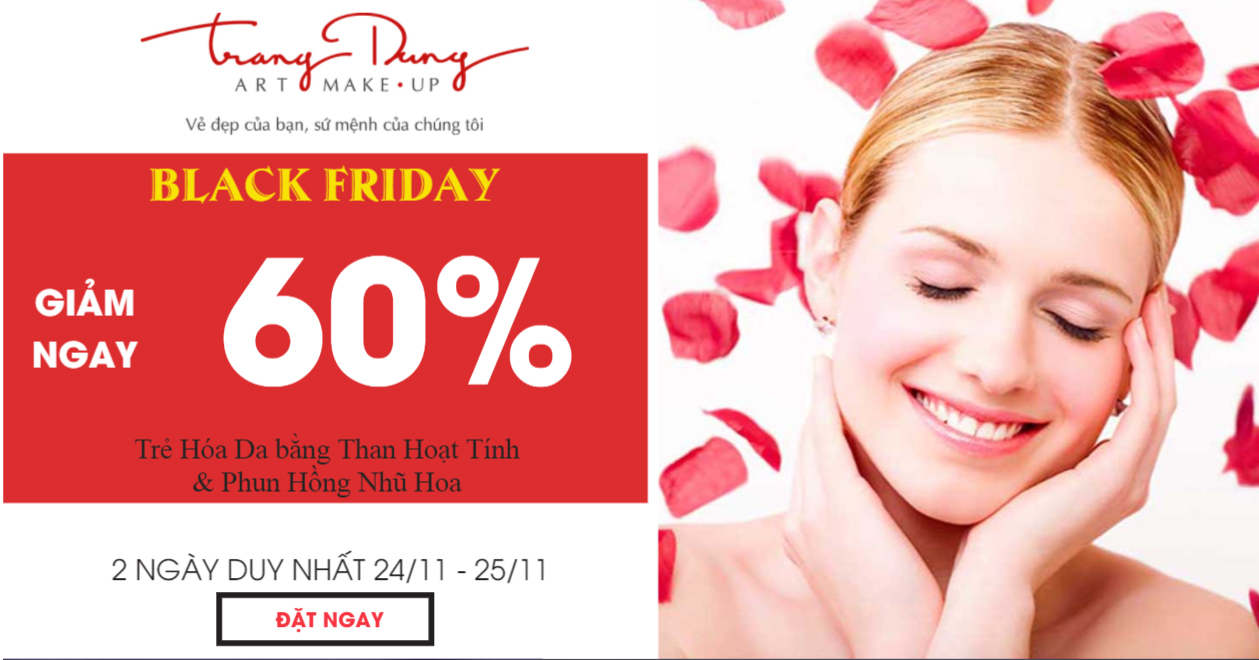 Trang Dung
ART MAKE•UP
Vẻ đẹp của bạn, sứ mệnh của chúng tôi
BLACK FRIDAY
GIẢM
NGAY
60%
Trẻ Hóa Da bằng Than Hoạt Tính
& Phun Hồng Nhũ Hoa
2 NGÀY DUY NHẤT 24/11 - 25/11
ĐẶT NGAY